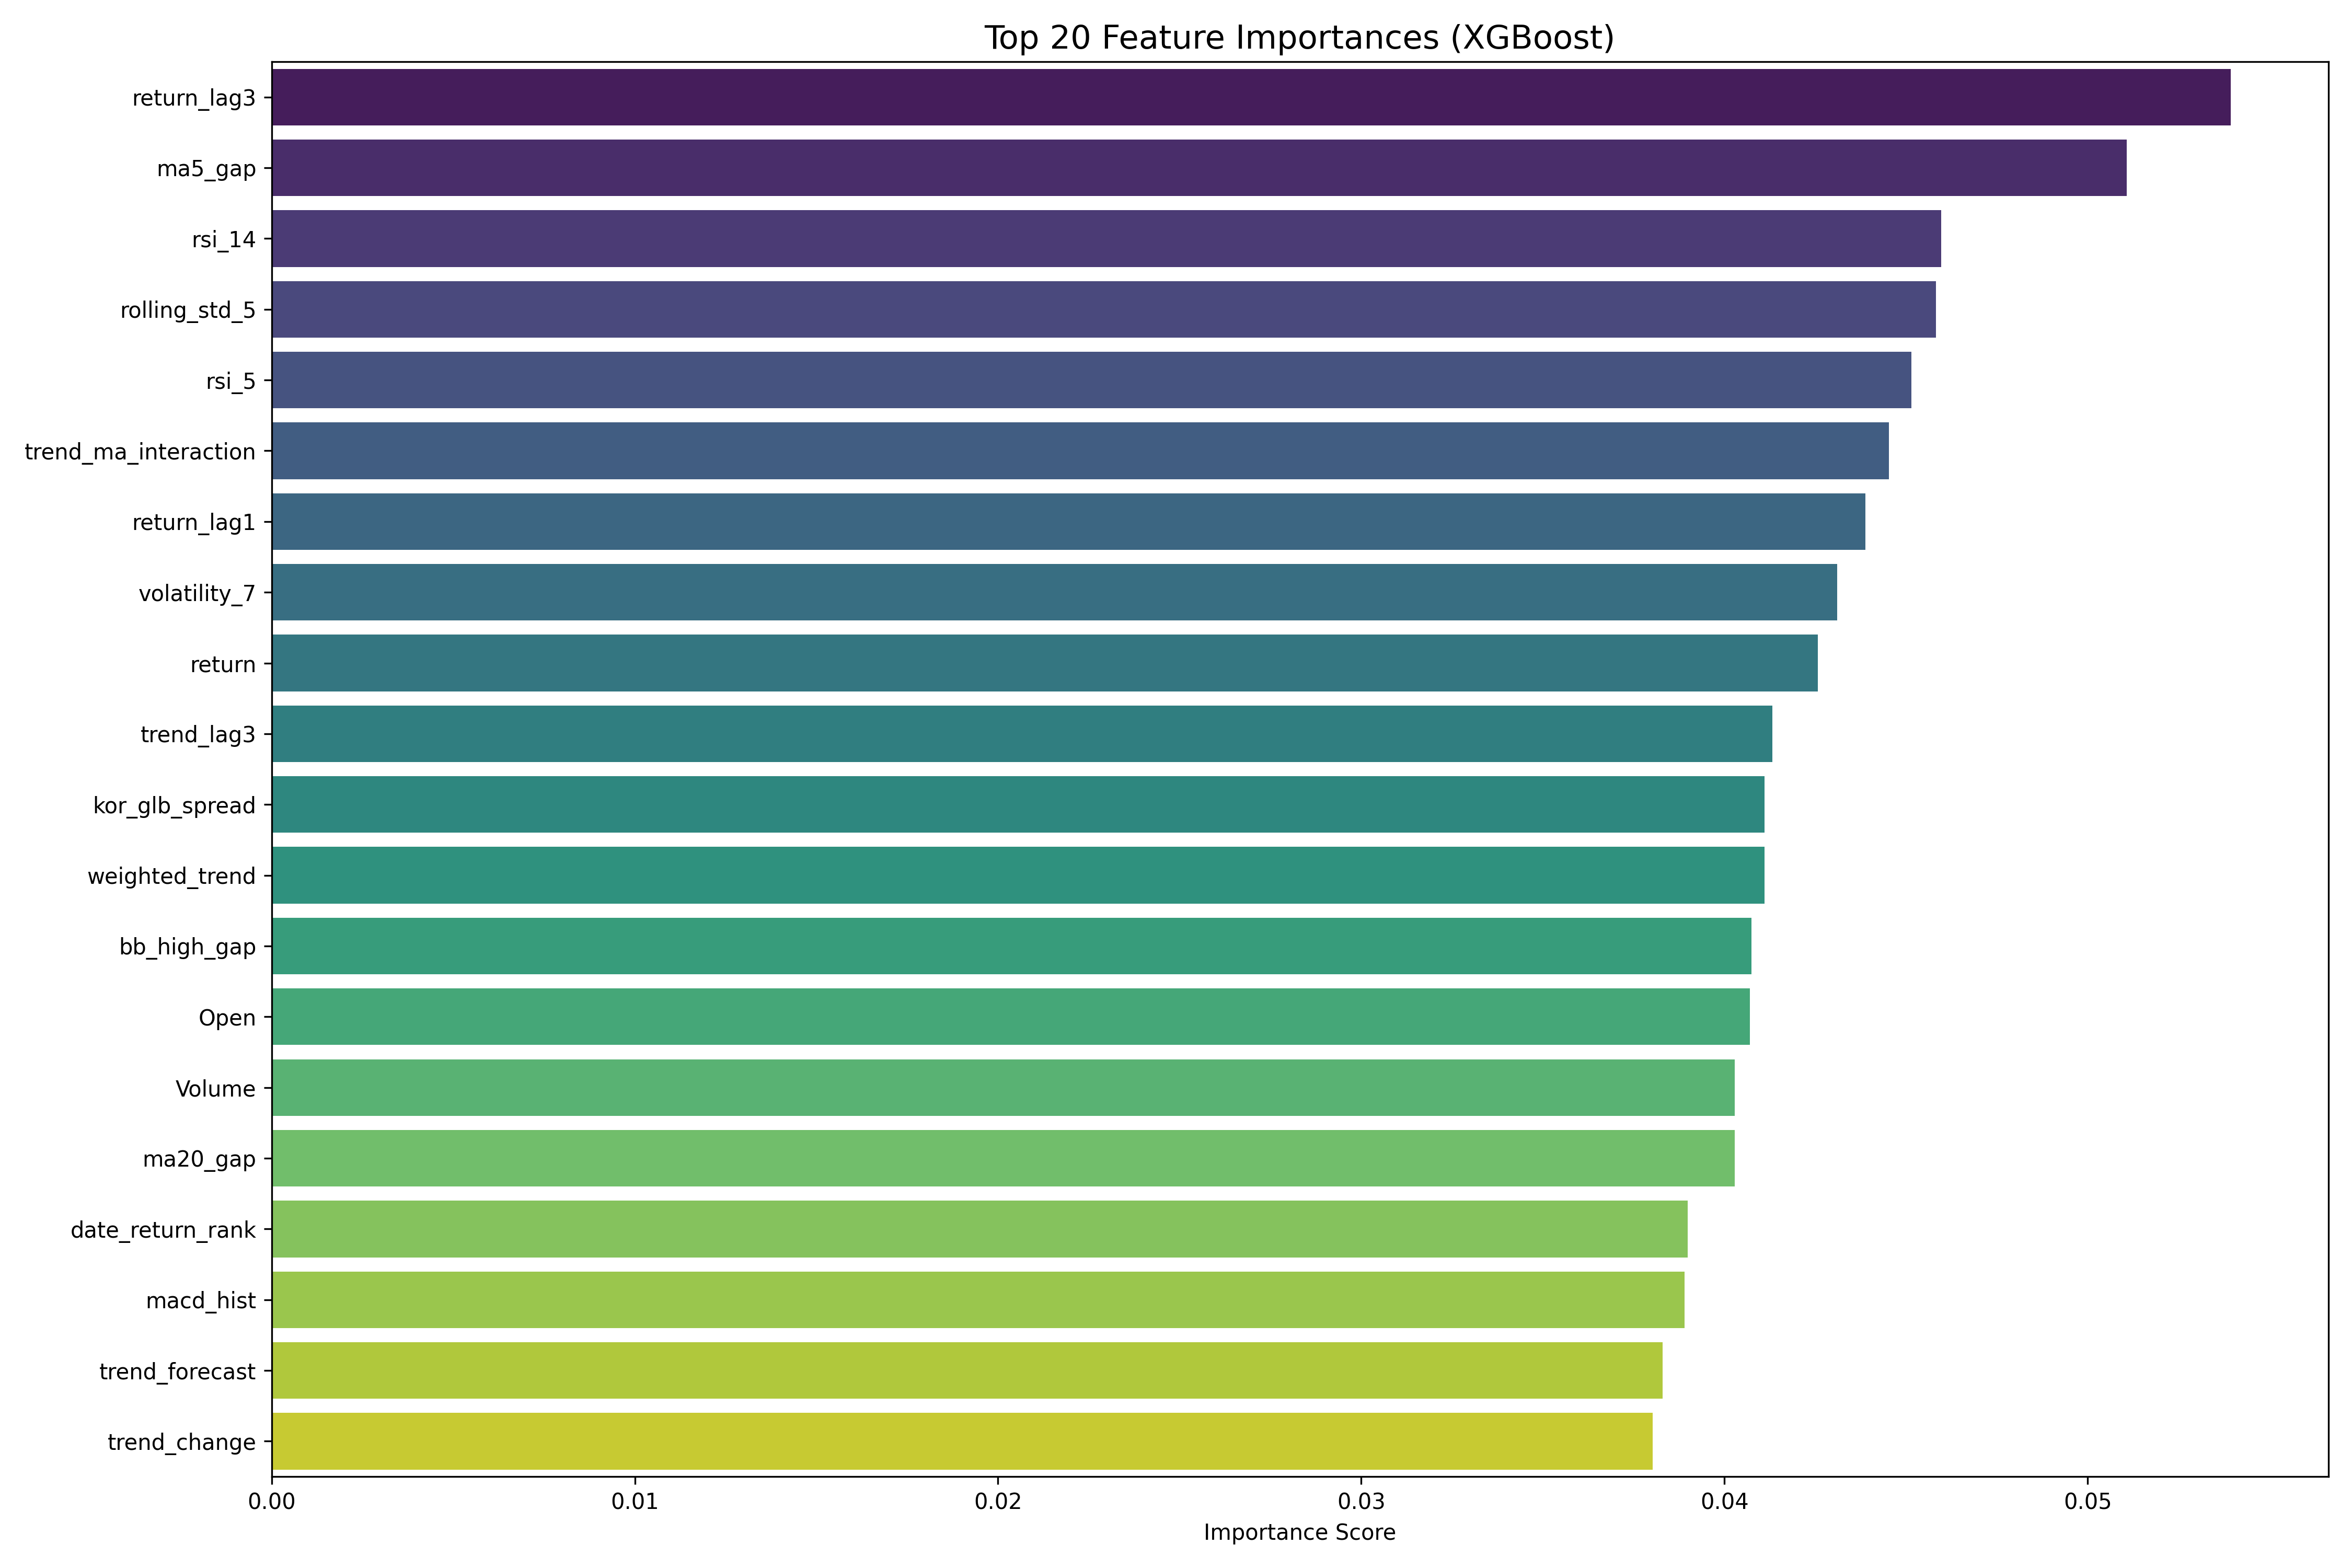 Top 20 Feature Importances (XGBoost)
return_lag3
ma5_gap
rsi_14
rolling_std_5
rsi_5
trend_ma_interaction
return_lag1
volatility_7
return
trend_lag3
kor_glb_spread
weighted_trend
bb_high_gap
Open
Volume
ma20_gap
date_return_rank
macd_hist
trend_forecast
trend_change
0.00 0.01 0.02 0.03 0.04 0.05
Importance Score